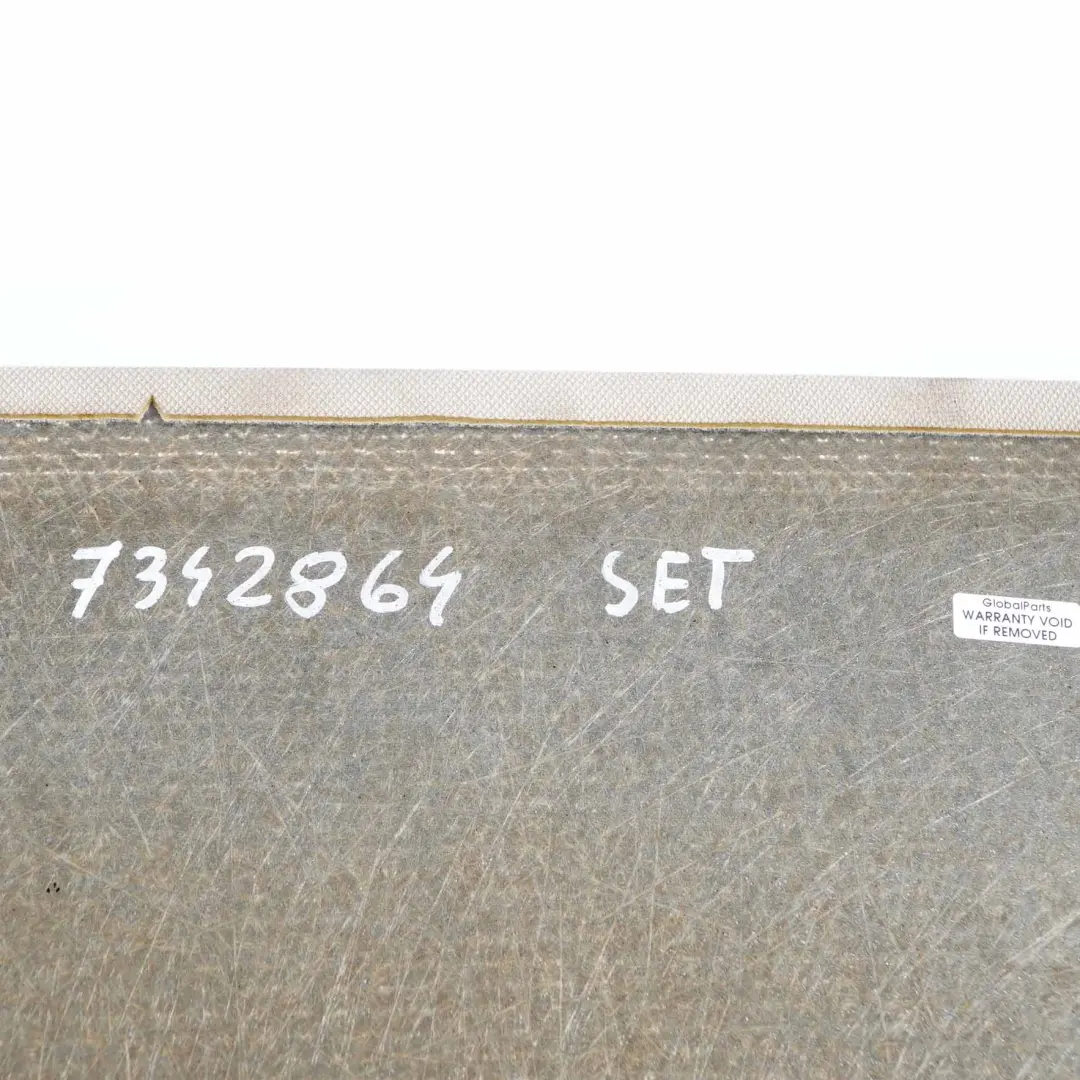 7342864 SET
GlobalParts
WARRANTY VOID
IF REMOVED